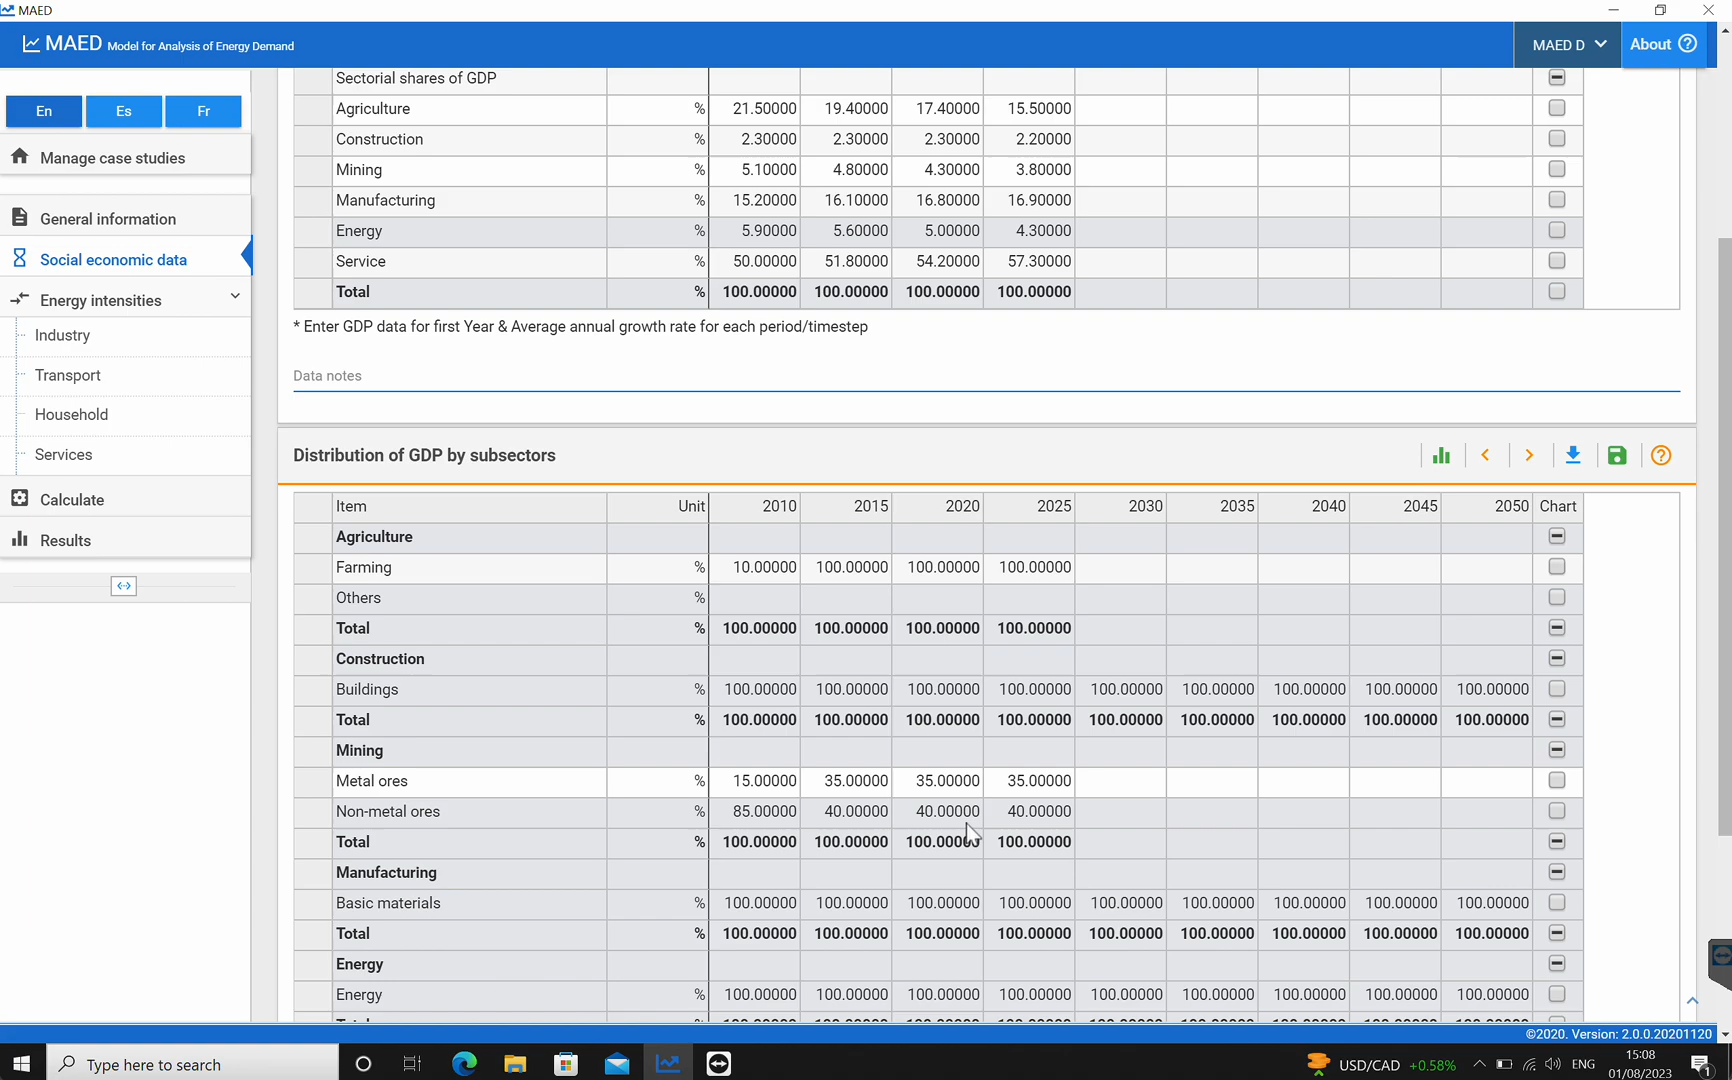 MAED
MAED Model for Analysis of Energy Demand
MAED D
About
En
Es
Fr
Manage case studies
General information
Social economic data
Energy intensities
Industry
Transport
Household
Services
Calculate
Results
Sectorial shares of GDP
Agriculture % 21.50000 19.40000 17.40000 15.50000
Construction % 2.30000 2.30000 2.30000 2.20000
Mining % 5.10000 4.80000 4.30000 3.80000
Manufacturing % 15.20000 16.10000 16.80000 16.90000
Energy % 5.90000 5.60000 5.00000 4.30000
Service % 50.00000 51.80000 54.20000 57.30000
Total % 100.00000 100.00000 100.00000 100.00000
* Enter GDP data for first Year & Average annual growth rate for each period/timestep
Data notes
Distribution of GDP by subsectors
Item Unit 2010 2015 2020 2025 2030 2035 2040 2045 2050 Chart
Agriculture
Farming % 10.00000 100.00000 100.00000 100.00000
Others %
Total % 100.00000 100.00000 100.00000 100.00000
Construction
Buildings % 100.00000 100.00000 100.00000 100.00000 100.00000 100.00000 100.00000 100.00000 100.00000
Total % 100.00000 100.00000 100.00000 100.00000 100.00000 100.00000 100.00000 100.00000 100.00000
Mining
Metal ores % 15.00000 35.00000 35.00000 35.00000
Non-metal ores % 85.00000 40.00000 40.00000 40.00000
Total % 100.00000 100.00000 100.00000 100.00000
Manufacturing
Basic materials % 100.00000 100.00000 100.00000 100.00000 100.00000 100.00000 100.00000 100.00000 100.00000
Total % 100.00000 100.00000 100.00000 100.00000 100.00000 100.00000 100.00000 100.00000 100.00000
Energy
Energy % 100.00000 100.00000 100.00000 100.00000 100.00000 100.00000 100.00000 100.00000 100.00000
©2020. Version: 2.0.0.20201120
Type here to search
USD/CAD +0.58%
ENG
15:08
01/08/2023
1